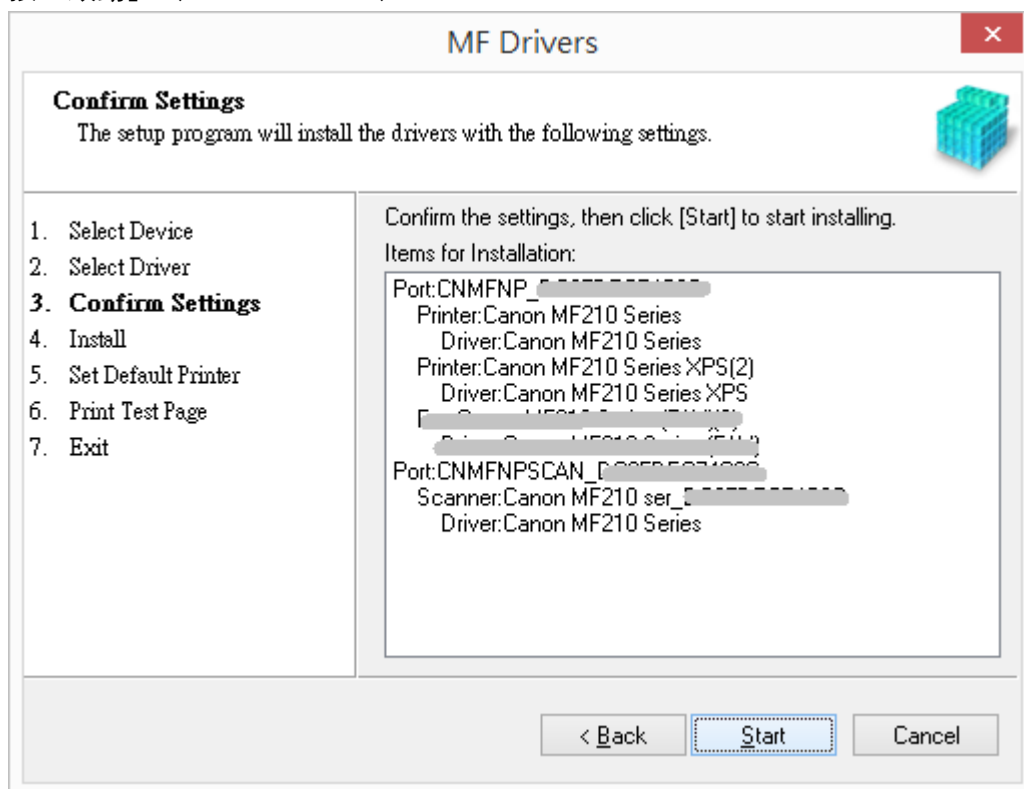 MF Drivers
Confirm Settings
The setup program will install the drivers with the following settings.
1. Select Device
2. Select Driver
3. Confirm Settings
4. Install
5. Set Default Printer
6. Print Test Page
7. Exit
Confirm the settings, then click [Start] to start installing.
Items for Installation:
Port:CNMFNP_
Printer:Canon MF210 Series
Driver:Canon MF210 Series
Printer:Canon MF210 Series XPS(2)
Driver:Canon MF210 Series XPS
Port:CNMFNPSCAN_
Scanner:Canon MF210 ser_
Driver:Canon MF210 Series
< Back
Start
Cancel